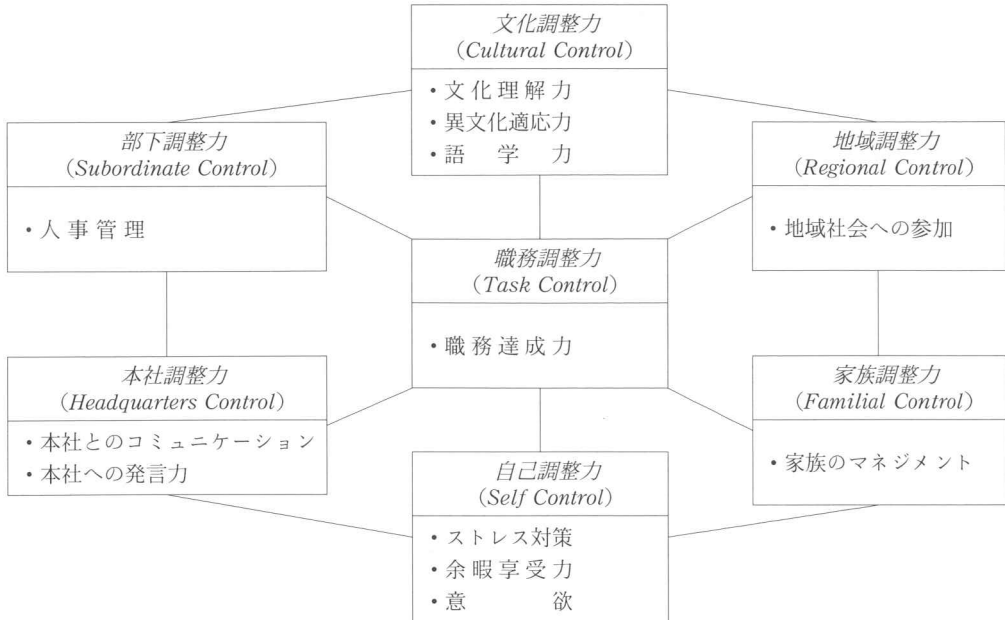 文化調整力
(Cultural Control)
・文化理解力
・異文化適応力
・語学力
部下調整力
(Subordinate Control)
・人事管理
地域調整力
(Regional Control)
・地域社会への参加
職務調整力
(Task Control)
・職務達成力
本社調整力
(Headquarters Control)
・本社とのコミュニケーション
・本社への発言力
家族調整力
(Familial Control)
・家族のマネジメント
自己調整力
(Self Control)
・ストレス対策
・余暇享受力
・意欲